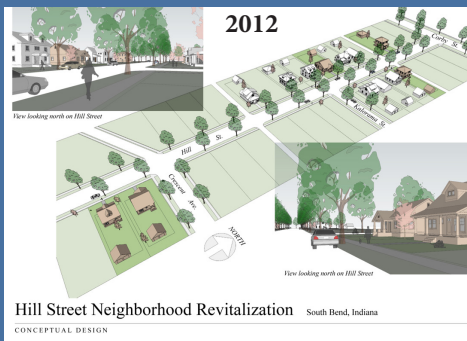 2012
View looking north on Hill Street
Corby St.
Kalorama St.
Hill St.
Crescent Ave.
NORTH
View looking north on Hill Street
Hill Street Neighborhood Revitalization South Bend, Indiana
CONCEPTUAL DESIGN